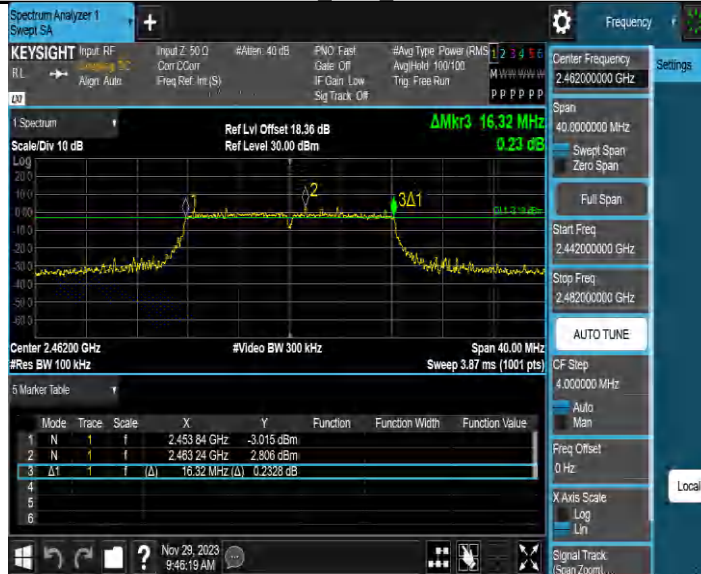 Spectrum Analyzer 1
Swept SA
Frequency
KEYSIGHT
Input: RF
Coupling: DC
Align: Auto
RL
Input Z: 50 Ω
Corr CCorr
Freq Ref: Int (S)
#Atten: 40 dB
PNO: Fast
Gate: Off
IF Gain: Low
Sig Track: Off
#Avg Type: Power (RMS
Avg|Hold: 100/100
Trig: Free Run
1 2 3 4 5 6
M W W W W W
P P P P P P
1 Spectrum
Scale/Div 10 dB
Ref Lvl Offset 18.36 dB
Ref Level 30.00 dBm
ΔMkr3 16.32 MHz
0.23 dB
Log
20.0
10.0
0.00
-10.0
-20.0
-30.0
-40.0
-50.0
-60.0
1
2
3Δ1
Center 2.46200 GHz
#Res BW 100 kHz
#Video BW 300 kHz
Span 40.00 MHz
Sweep 3.87 ms (1001 pts)
5 Marker Table
Mode Trace Scale X Y Function Function Width Function Value
1 N 1 f 2.453 84 GHz -3.015 dBm
2 N 1 f 2.463 24 GHz 2.806 dBm
3 Δ1 1 f (Δ) 16.32 MHz (Δ) 0.2328 dB
4
5
6
Nov 29, 2023
9:46:19 AM
Center Frequency
2.462000000 GHz
Settings
Span
40.0000000 MHz
Swept Span
Zero Span
Full Span
Start Freq
2.442000000 GHz
Stop Freq
2.482000000 GHz
AUTO TUNE
CF Step
4.000000 MHz
Auto
Man
Freq Offset
0 Hz
X Axis Scale
Log
Lin
Local
Signal Track
(Span Zoom)